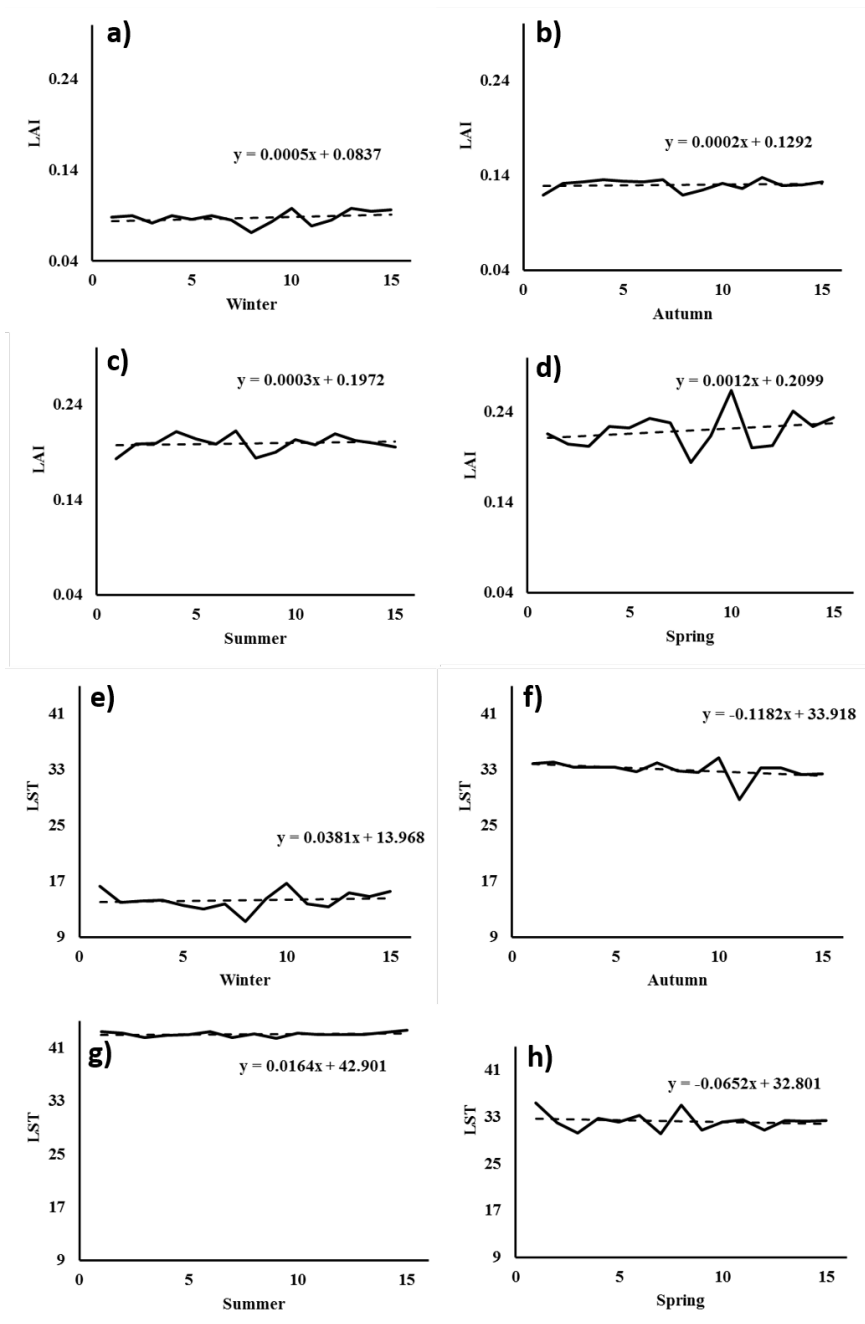 a)
LAI
0.24
0.14
0.04
y = 0.0005x + 0.0837
0 5 10 15
Winter
b)
LAI
0.24
0.14
0.04
y = 0.0002x + 0.1292
0 5 10 15
Autumn
c)
LAI
0.24
0.14
0.04
y = 0.0003x + 0.1972
0 5 10 15
Summer
d)
LAI
0.24
0.14
0.04
y = 0.0012x + 0.2099
0 5 10 15
Spring
e)
LST
41
33
25
17
9
y = 0.0381x + 13.968
0 5 10 15
Winter
f)
LST
41
33
25
17
9
y = -0.1182x + 33.918
0 5 10 15
Autumn
g)
LST
41
33
25
17
9
y = 0.0164x + 42.901
0 5 10 15
Summer
h)
LST
41
33
25
17
9
y = -0.0652x + 32.801
0 5 10 15
Spring